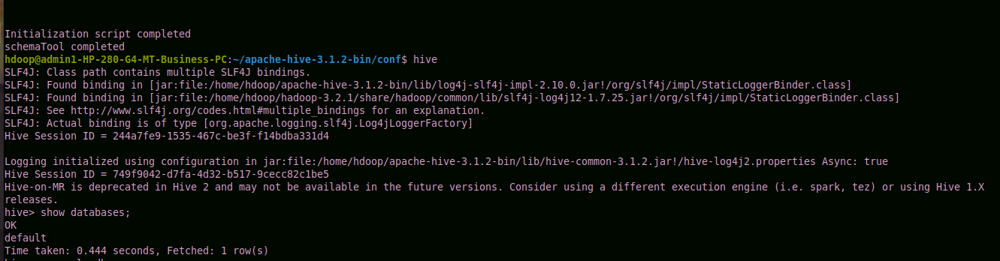 Initialization script completed
schemaTool completed
hdoop@admin1-HP-280-G4-MT-Business-PC:~/apache-hive-3.1.2-bin/conf$ hive
SLF4J: Class path contains multiple SLF4J bindings.
SLF4J: Found binding in [jar:file:/home/hdoop/apache-hive-3.1.2-bin/lib/log4j-slf4j-impl-2.10.0.jar!/org/slf4j/impl/StaticLoggerBinder.class]
SLF4J: Found binding in [jar:file:/home/hdoop/hadoop-3.2.1/share/hadoop/common/lib/slf4j-log4j12-1.7.25.jar!/org/slf4j/impl/StaticLoggerBinder.class]
SLF4J: See http://www.slf4j.org/codes.html#multiple_bindings for an explanation.
SLF4J: Actual binding is of type [org.apache.logging.slf4j.Log4jLoggerFactory]
Hive Session ID = 244a7fe9-1535-467c-be3f-f14bdba331d4
Logging initialized using configuration in jar:file:/home/hdoop/apache-hive-3.1.2-bin/lib/hive-common-3.1.2.jar!/hive-log4j2.properties Async: true
Hive Session ID = 749f9042-d7fa-4d32-b517-9cecc82c1be5
Hive-on-MR is deprecated in Hive 2 and may not be available in the future versions. Consider using a different execution engine (i.e. spark, tez) or using Hive 1.X
releases.
hive> show databases;
OK
default
Time taken: 0.444 seconds, Fetched: 1 row(s)